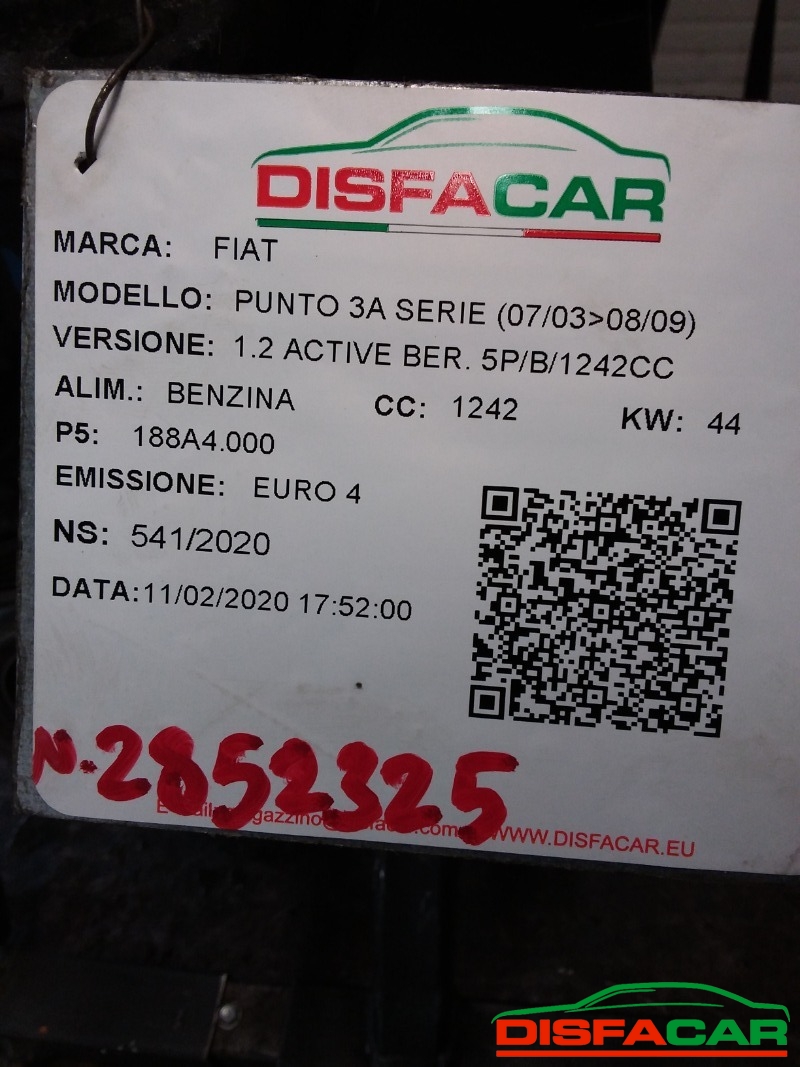 DISFACAR
MARCA: FIAT
MODELLO: PUNTO 3A SERIE (07/03>08/09)
VERSIONE: 1.2 ACTIVE BER. 5P/B/1242CC
ALIM.: BENZINA CC: 1242 KW: 44
P5: 188A4.000
EMISSIONE: EURO 4
NS: 541/2020
DATA:11/02/2020 17:52:00
N.2852325
WWW.DISFACAR.EU
DISFACAR